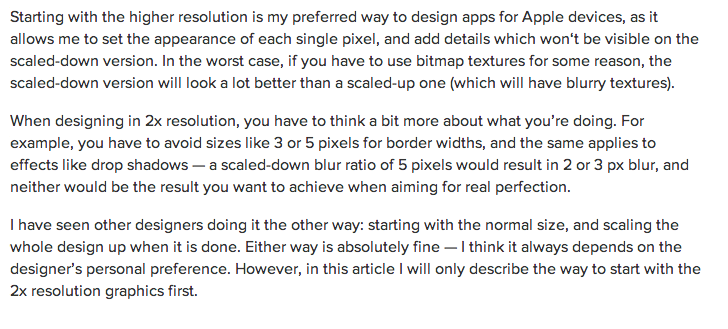 Starting with the higher resolution is my preferred way to design apps for Apple devices, as it
allows me to set the appearance of each single pixel, and add details which won‘t be visible on the
scaled-down version. In the worst case, if you have to use bitmap textures for some reason, the
scaled-down version will look a lot better than a scaled-up one (which will have blurry textures).
When designing in 2x resolution, you have to think a bit more about what you’re doing. For
example, you have to avoid sizes like 3 or 5 pixels for border widths, and the same applies to
effects like drop shadows — a scaled-down blur ratio of 5 pixels would result in 2 or 3 px blur, and
neither would be the result you want to achieve when aiming for real perfection.
I have seen other designers doing it the other way: starting with the normal size, and scaling the
whole design up when it is done. Either way is absolutely fine — I think it always depends on the
designer’s personal preference. However, in this article I will only describe the way to start with the
2x resolution graphics first.